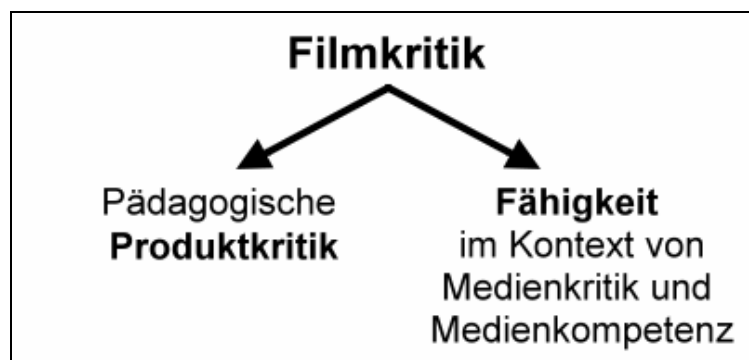 Filmkritik
Pädagogische
Produktkritik
Fähigkeit
im Kontext von
Medienkritik und
Medienkompetenz